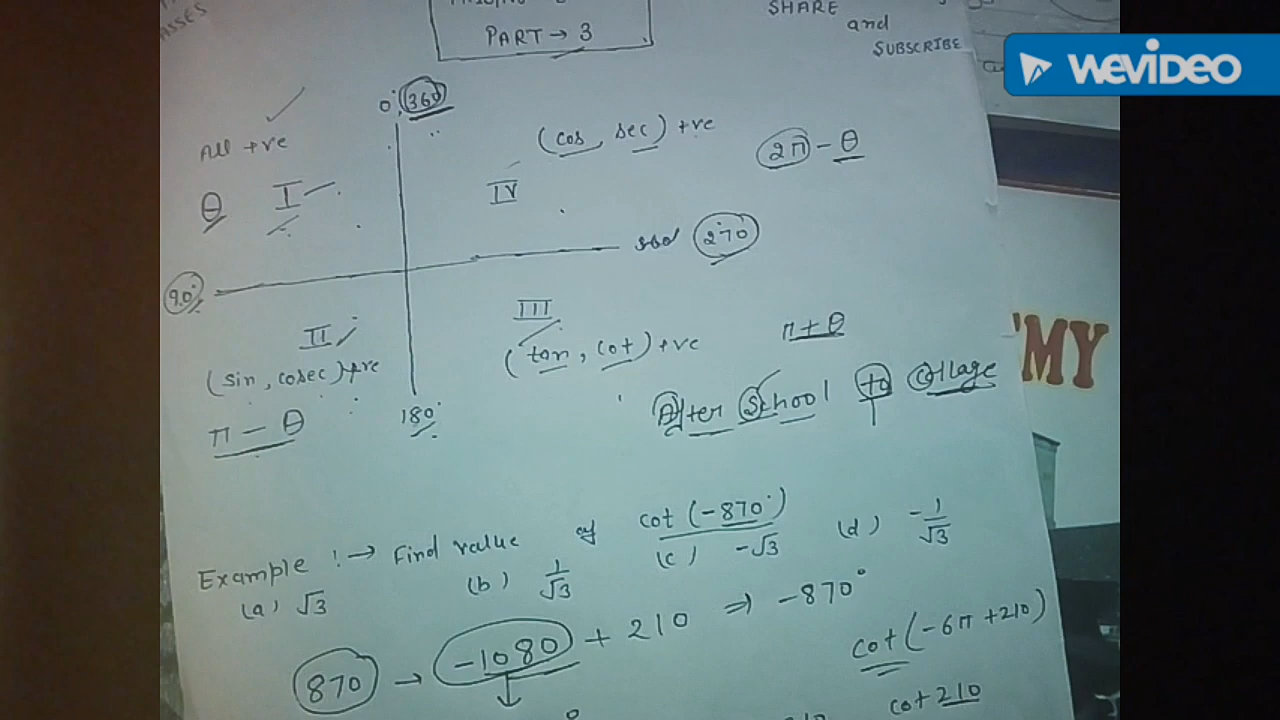 PART → 3
SHARE
and
SUBSCRIBE
WEVIDEO
0° 360°
All +ve
(cos, sec) +ve
2π - θ
θ I
IV
270°
90°
II
III
(sin, cosec) +ve
(tan, cot) +ve
π + θ
π - θ
180°
After School to Collage
'MY
Example :→ Find value of cot (-870°)
(a) √3 (b) 1/√3 (c) -√3 (d) -1/√3
870 → -1080 + 210 ⇒ -870°
cot (-6π + 210)
cot 210